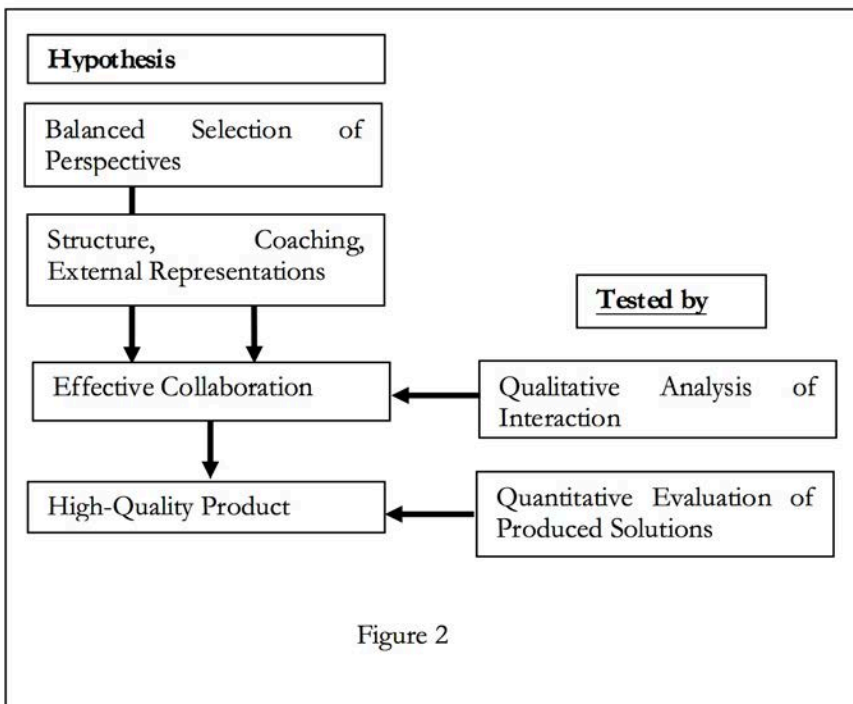 Hypothesis
Balanced Selection of
Perspectives
Structure, Coaching,
External Representations
Tested by
Effective Collaboration
Qualitative Analysis of
Interaction
High-Quality Product
Quantitative Evaluation of
Produced Solutions
Figure 2